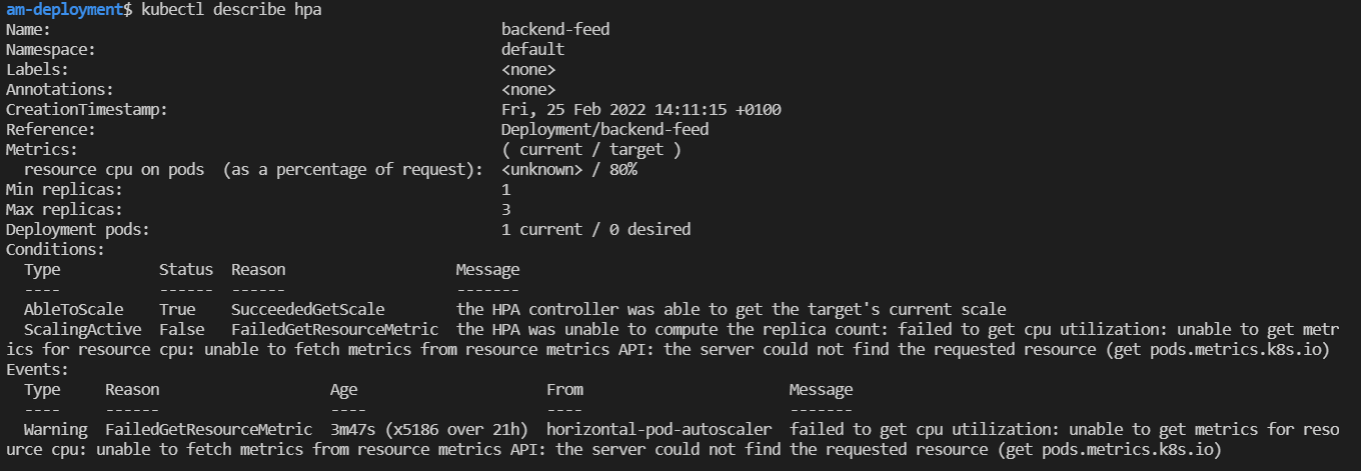 am-deployment$ kubectl describe hpa
Name:                                                  backend-feed
Namespace:                                             default
Labels:                                                <none>
Annotations:                                           <none>
CreationTimestamp:                                     Fri, 25 Feb 2022 14:11:15 +0100
Reference:                                             Deployment/backend-feed
Metrics:                                               ( current / target )
  resource cpu on pods  (as a percentage of request):  <unknown> / 80%
Min replicas:                                          1
Max replicas:                                          3
Deployment pods:                                       1 current / 0 desired
Conditions:
  Type           Status  Reason                   Message
  ----           ------  ------                   -------
  AbleToScale    True    SucceededGetScale        the HPA controller was able to get the target's current scale
  ScalingActive  False   FailedGetResourceMetric  the HPA was unable to compute the replica count: failed to get cpu utilization: unable to get metr
ics for resource cpu: unable to fetch metrics from resource metrics API: the server could not find the requested resource (get pods.metrics.k8s.io)
Events:
  Type     Reason                   Age                     From                       Message
  ----     ------                   ----                    ----                       -------
  Warning  FailedGetResourceMetric  3m47s (x5186 over 21h)  horizontal-pod-autoscaler  failed to get cpu utilization: unable to get metrics for reso
urce cpu: unable to fetch metrics from resource metrics API: the server could not find the requested resource (get pods.metrics.k8s.io)